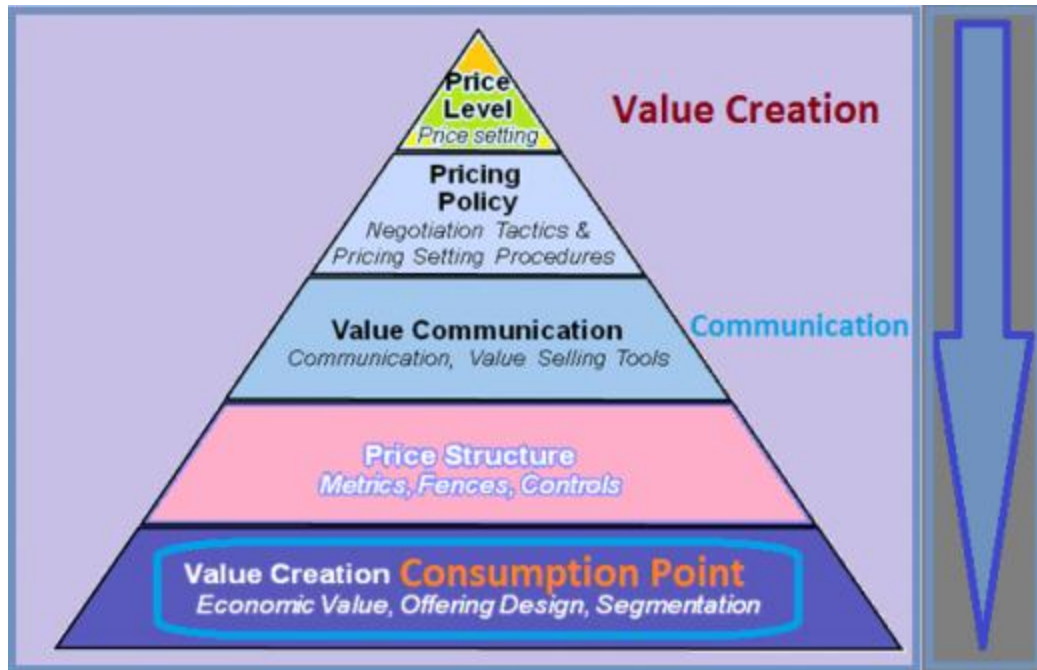 Price
Level
Price setting
Value Creation
Pricing
Policy
Negotiation Tactics &
Pricing Setting Procedures
Value Communication
Communication, Value Selling Tools
Communication
Price Structure
Metrics, Fences, Controls
Value Creation Consumption Point
Economic Value, Offering Design, Segmentation